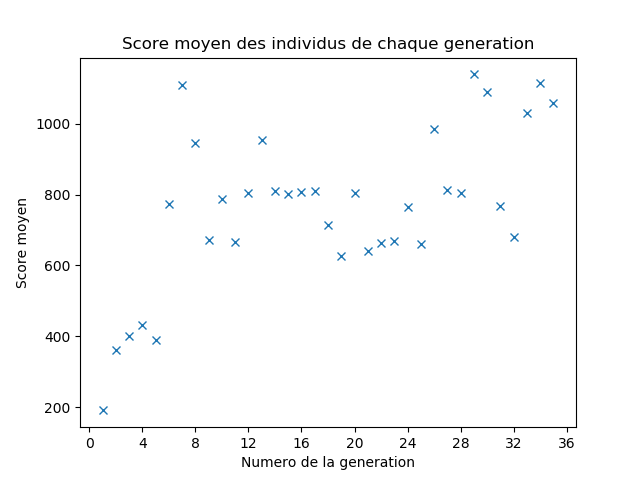 Score moyen des individus de chaque generation
Score moyen
1000
800
600
400
200
0 4 8 12 16 20 24 28 32 36
Numero de la generation